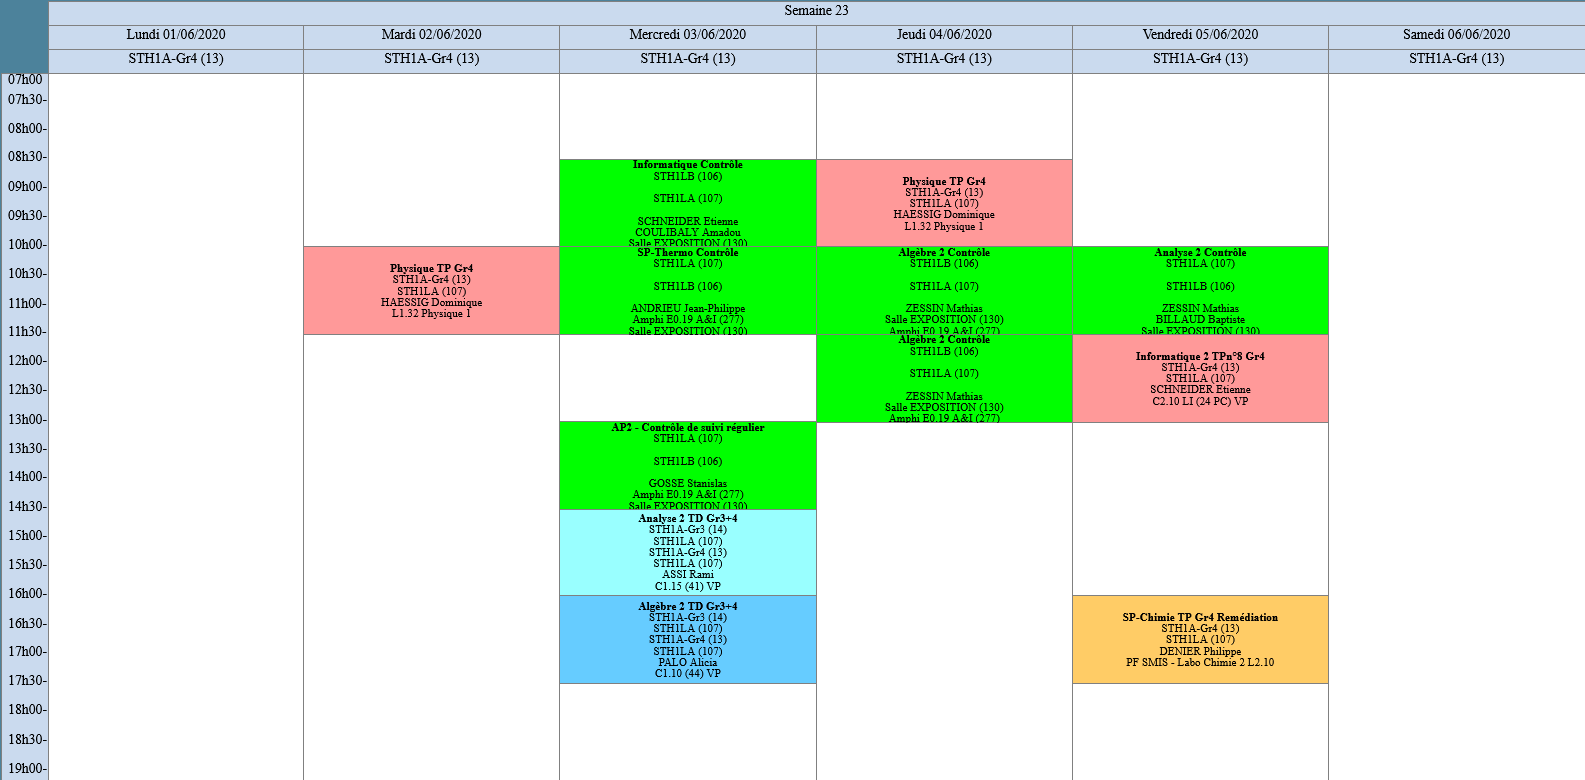 Semaine 23
Lundi 01/06/2020
Mardi 02/06/2020
Mercredi 03/06/2020
Jeudi 04/06/2020
Vendredi 05/06/2020
Samedi 06/06/2020
STH1A-Gr4 (13)
STH1A-Gr4 (13)
STH1A-Gr4 (13)
STH1A-Gr4 (13)
STH1A-Gr4 (13)
STH1A-Gr4 (13)
07h00
07h30-
08h00-
08h30-
09h00-
09h30-
10h00-
10h30-
11h00-
11h30-
12h00-
12h30-
13h00-
13h30-
14h00-
14h30-
15h00-
15h30-
16h00-
16h30-
17h00-
17h30-
18h00-
18h30-
19h00-
Physique TP Gr4
STH1A-Gr4 (13)
STH1LA (107)
HAESSIG Dominique
L1.32 Physique 1
Informatique Contrôle
STH1LB (106)
STH1LA (107)
SCHNEIDER Etienne
COULIBALY Amadou
Salle EXPOSITION (130)
SP-Thermo Contrôle
STH1LA (107)
STH1LB (106)
ANDRIEU Jean-Philippe
Amphi E0.19 A&I (277)
Salle EXPOSITION (130)
AP2 - Contrôle de suivi régulier
STH1LA (107)
STH1LB (106)
GOSSE Stanislas
Amphi E0.19 A&I (277)
Salle EXPOSITION (130)
Analyse 2 TD Gr3+4
STH1A-Gr3 (14)
STH1LA (107)
STH1A-Gr4 (13)
STH1LA (107)
ASSI Rami
C1.15 (41) VP
Algèbre 2 TD Gr3+4
STH1A-Gr3 (14)
STH1LA (107)
STH1A-Gr4 (13)
STH1LA (107)
PALO Alicia
C1.10 (44) VP
Physique TP Gr4
STH1A-Gr4 (13)
STH1LA (107)
HAESSIG Dominique
L1.32 Physique 1
Algèbre 2 Contrôle
STH1LB (106)
STH1LA (107)
ZESSIN Mathias
Salle EXPOSITION (130)
Amphi E0.19 A&I (277)
Algèbre 2 Contrôle
STH1LB (106)
STH1LA (107)
ZESSIN Mathias
Salle EXPOSITION (130)
Amphi E0.19 A&I (277)
Analyse 2 Contrôle
STH1LA (107)
STH1LB (106)
ZESSIN Mathias
BILLAUD Baptiste
Salle EXPOSITION (130)
Informatique 2 TPn°8 Gr4
STH1A-Gr4 (13)
STH1LA (107)
SCHNEIDER Etienne
C2.10 LI (24 PC) VP
SP-Chimie TP Gr4 Remédiation
STH1A-Gr4 (13)
STH1LA (107)
DENIER Philippe
PF SMIS - Labo Chimie 2 L2.10